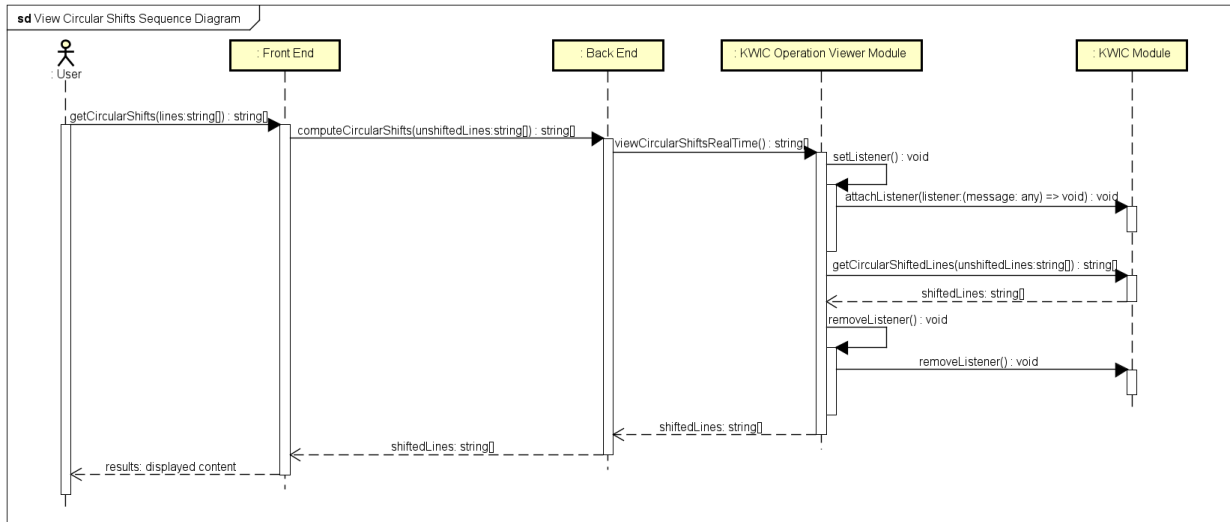 sd View Circular Shifts Sequence Diagram
: User
: Front End
: Back End
: KWIC Operation Viewer Module
: KWIC Module
getCircularShifts(lines:string[]) : string[]
computeCircularShifts(unshiftedLines:string[]) : string[]
viewCircularShiftsRealTime() : string[]
setListener() : void
attachListener(listener:(message: any) => void) : void
getCircularShiftedLines(unshiftedLines:string[]) : string[]
shiftedLines: string[]
removeListener() : void
removeListener() : void
shiftedLines: string[]
shiftedLines: string[]
results: displayed content